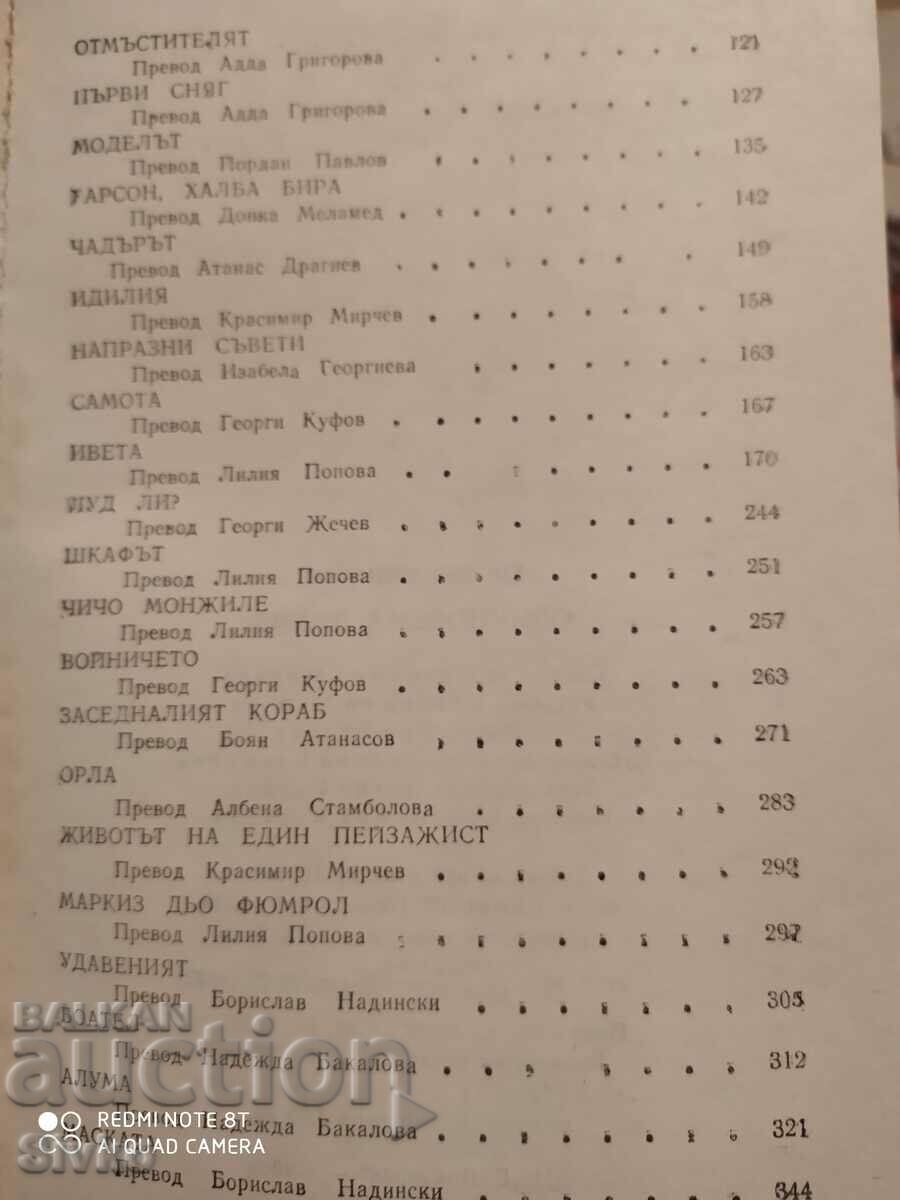 ОТМЪСТИТЕЛЯТ
Превод Адда Григорова 121
ПЪРВИ СНЯГ
Превод Адда Григорова 127
МОДЕЛЪТ
Превод Йордан Павлов 135
ГАРСОН, ХАЛБА БИРА
Превод Донка Меламед 142
ЧАДЪРЪТ
Превод Атанас Драгиев 149
ИДИЛИЯ
Превод Красимир Мирчев 158
НАПРАЗНИ СЪВЕТИ
Превод Изабела Георгиева 163
САМОТА
Превод Георги Куфов 167
ИВЕТА
Превод Лилия Попова 170
ЛУД ЛИ?
Превод Георги Жечев 244
ШКАФЪТ
Превод Лилия Попова 251
ЧИЧО МОНЖИЛЕ
Превод Лилия Попова 257
ВОЙНИЧЕТО
Превод Георги Куфов 263
ЗАСЕДНАЛИЯТ КОРАБ
Превод Боян Атанасов 271
ОРЛА
Превод Албена Стамболова 283
ЖИВОТЪТ НА ЕДИН ПЕЙЗАЖИСТ
Превод Красимир Мирчев 292
МАРКИЗ ДЬО ФЮМРОЛ
Превод Лилия Попова 297
УДАВЕНИЯТ
Превод Борислав Надински 305
БОАТЕЛ
Превод Надежда Бакалова 312
АЛУМА
Превод Надежда Бакалова 321
МАСКАТА
Превод Борислав Надински 344
BALKAN
auction
REDMI NOTE 8T
AI QUAD CAMERA